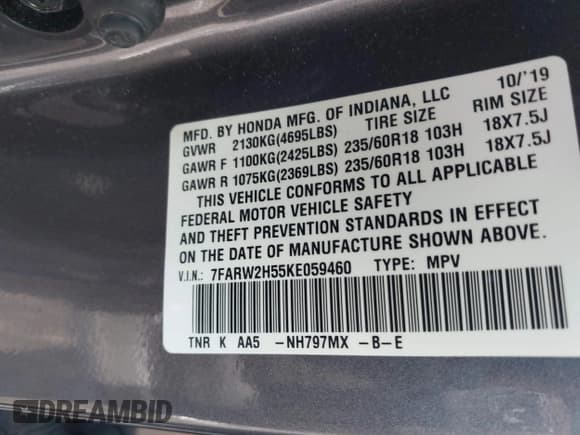 MFD. BY HONDA MFG. OF INDIANA, LLC 10/'19
GVWR 2130KG(4695LBS) TIRE SIZE RIM SIZE
GAWR F 1100KG(2425LBS) 235/60R18 103H 18X7.5J
GAWR R 1075KG(2369LBS) 235/60R18 103H 18X7.5J
THIS VEHICLE CONFORMS TO ALL APPLICABLE
FEDERAL MOTOR VEHICLE SAFETY
AND THEFT PREVENTION STANDARDS IN EFFECT
ON THE DATE OF MANUFACTURE SHOWN ABOVE.
V.I.N.: 7FARW2H55KE059460 TYPE: MPV
TNR K AA5 -NH797MX -B-E
DREAMBID